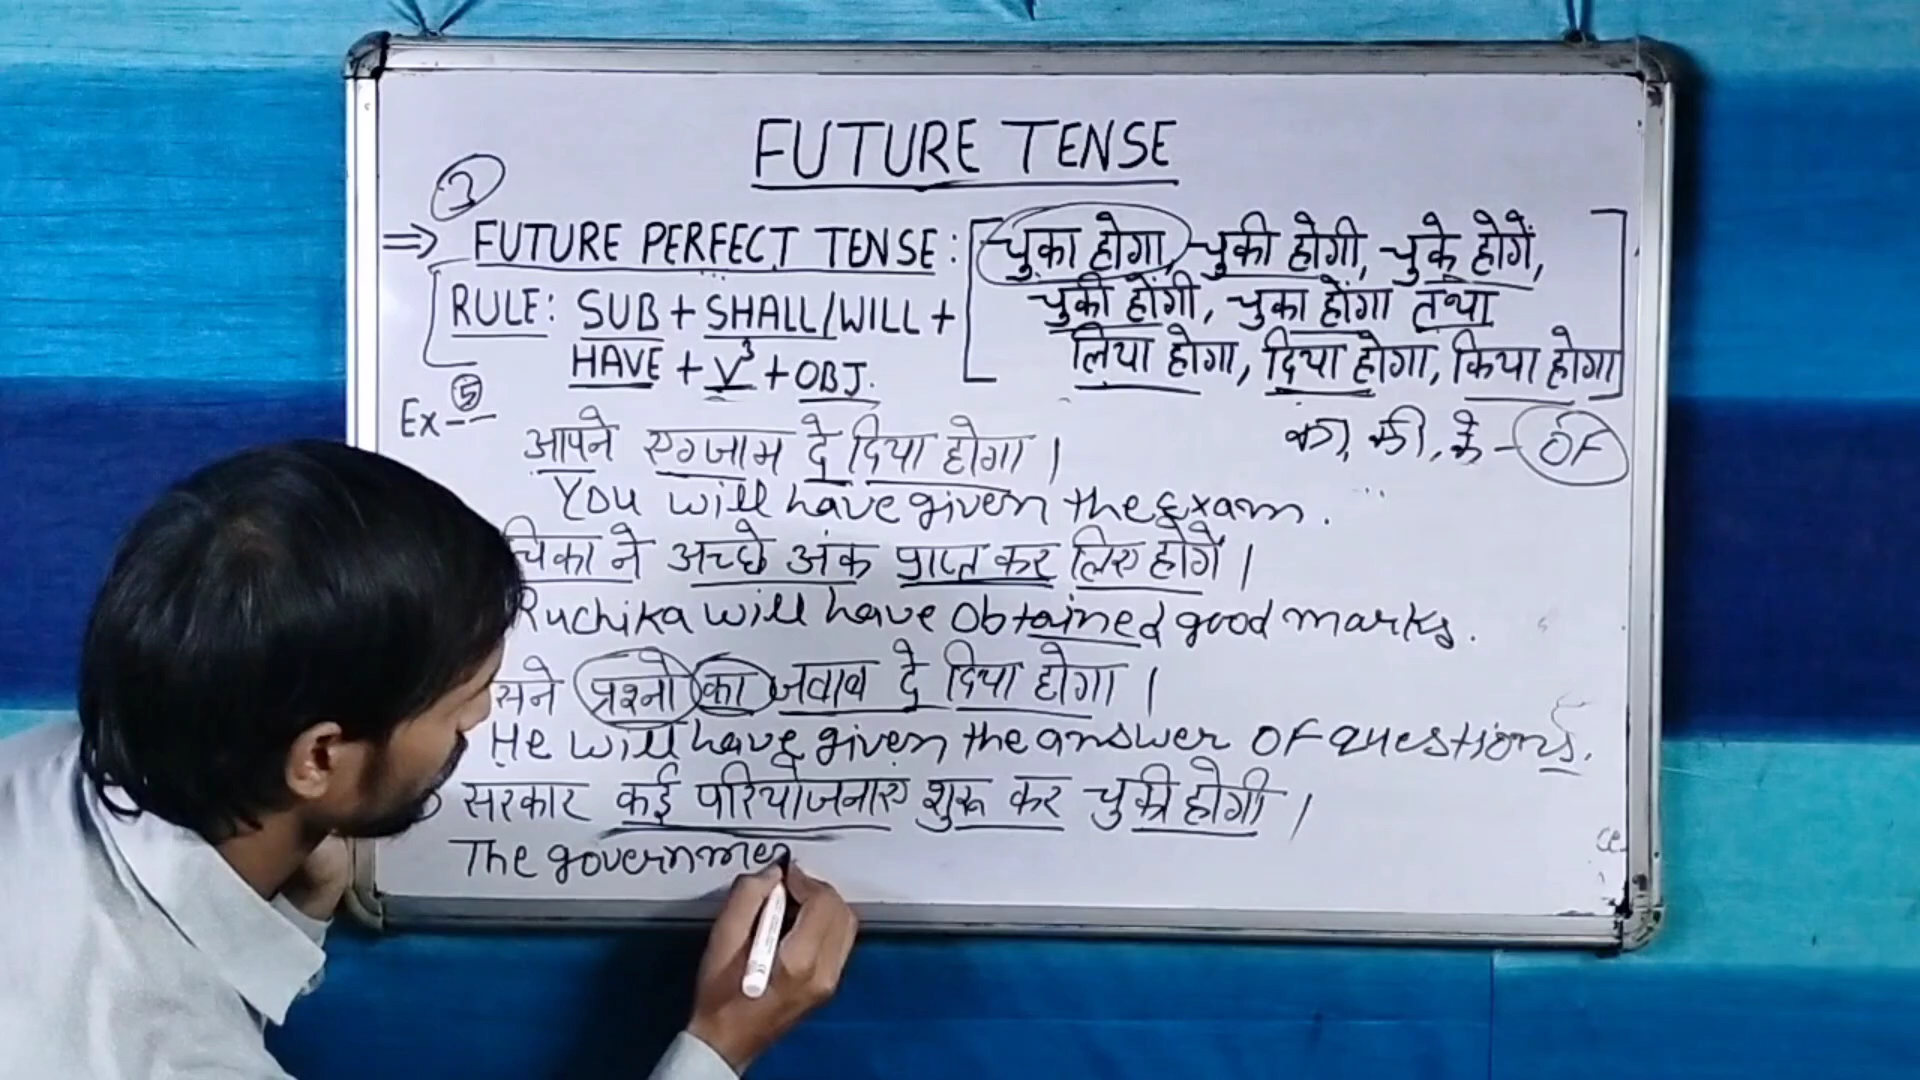 FUTURE TENSE
3
⇒ FUTURE PERFECT TENSE: [चुका होगा, चुकी होगी, चुके होगें,
RULE: SUB + SHALL/WILL + चुकी होंगी, चुका होंगा तथा
HAVE + V³ + OBJ. लिया होगा, दिया होगा, किया होगा]
Ex- 5 का, की, के - OF
आपने एग्जाम दे दिया होगा।
You will have given the Exam.
चिका ने अच्छे अंक प्राप्त कर लिए होगें।
Ruchika will have obtained good marks.
सने प्रश्नो का जवाब दे दिया होगा।
He will have given the answer OF questions.
सरकार कई परियोजनाए शुरू कर चुकी होगी।
The governmen